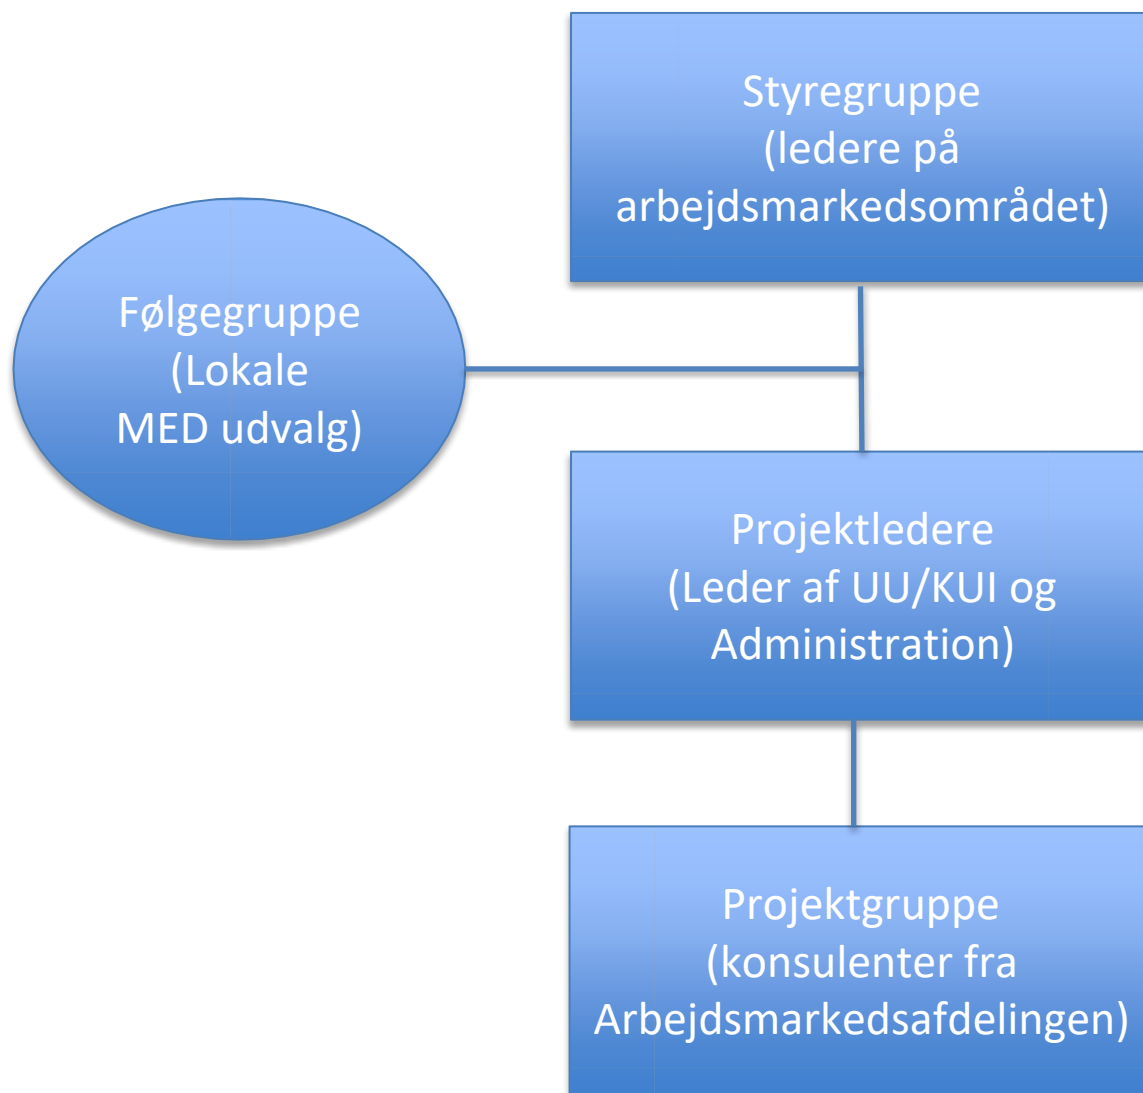 Styregruppe
(ledere på
arbejdsmarkedsområdet)
Følgegruppe
(Lokale
MED udvalg)
Projektledere
(Leder af UU/KUI og
Administration)
Projektgruppe
(konsulenter fra
Arbejdsmarkedsafdelingen)